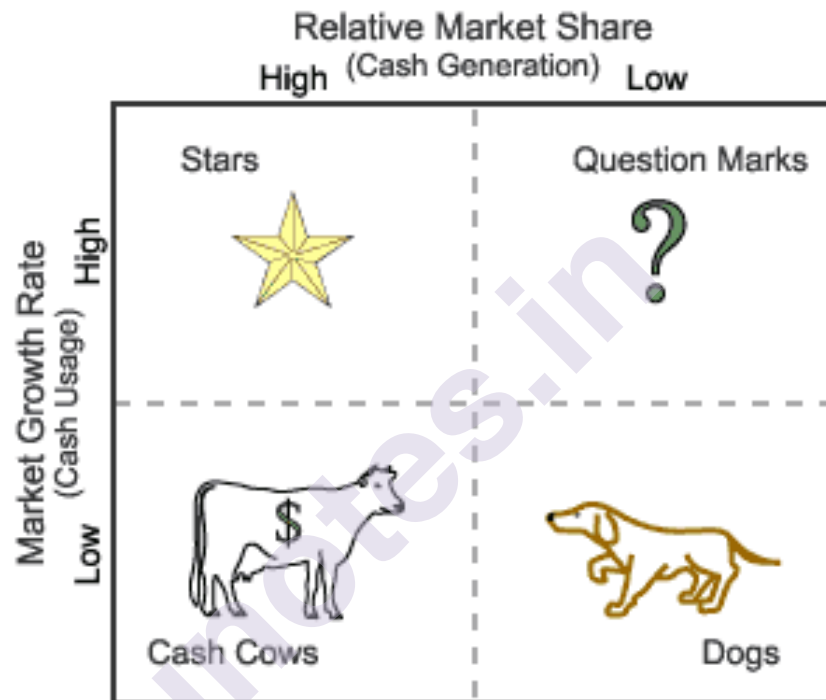 Relative Market Share
(Cash Generation)
High
Low
Stars
Question Marks
?
Market Growth Rate
(Cash Usage)
High
Low
$
Cash Cows
Dogs
notes.in